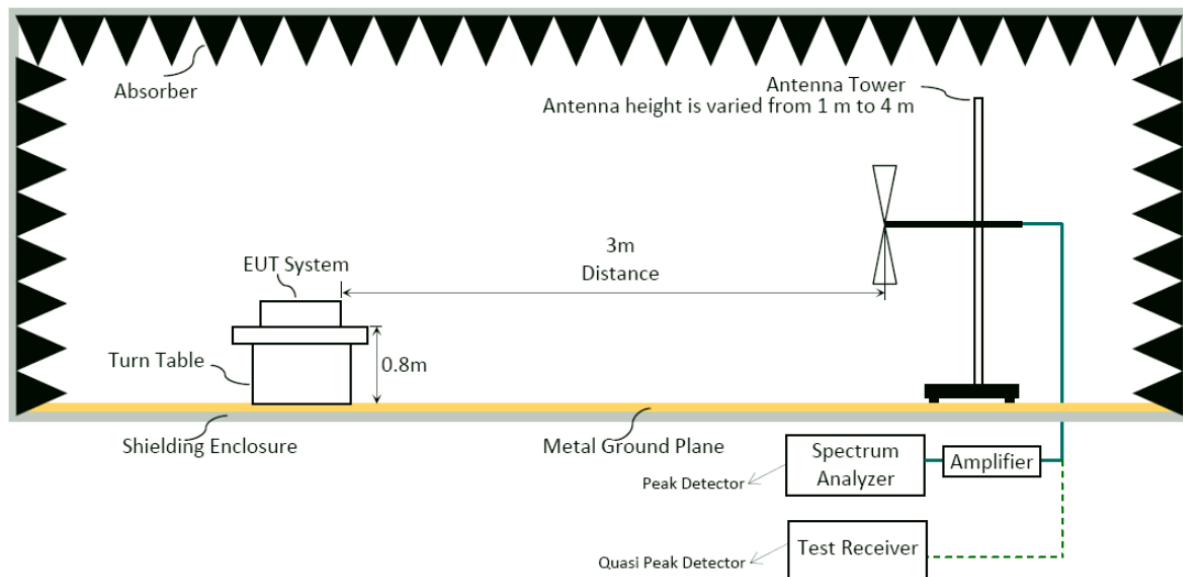 Absorber
Antenna Tower
Antenna height is varied from 1 m to 4 m
3m
Distance
EUT System
Turn Table
0.8m
Shielding Enclosure
Metal Ground Plane
Spectrum
Analyzer
Amplifier
Peak Detector
Test Receiver
Quasi Peak Detector